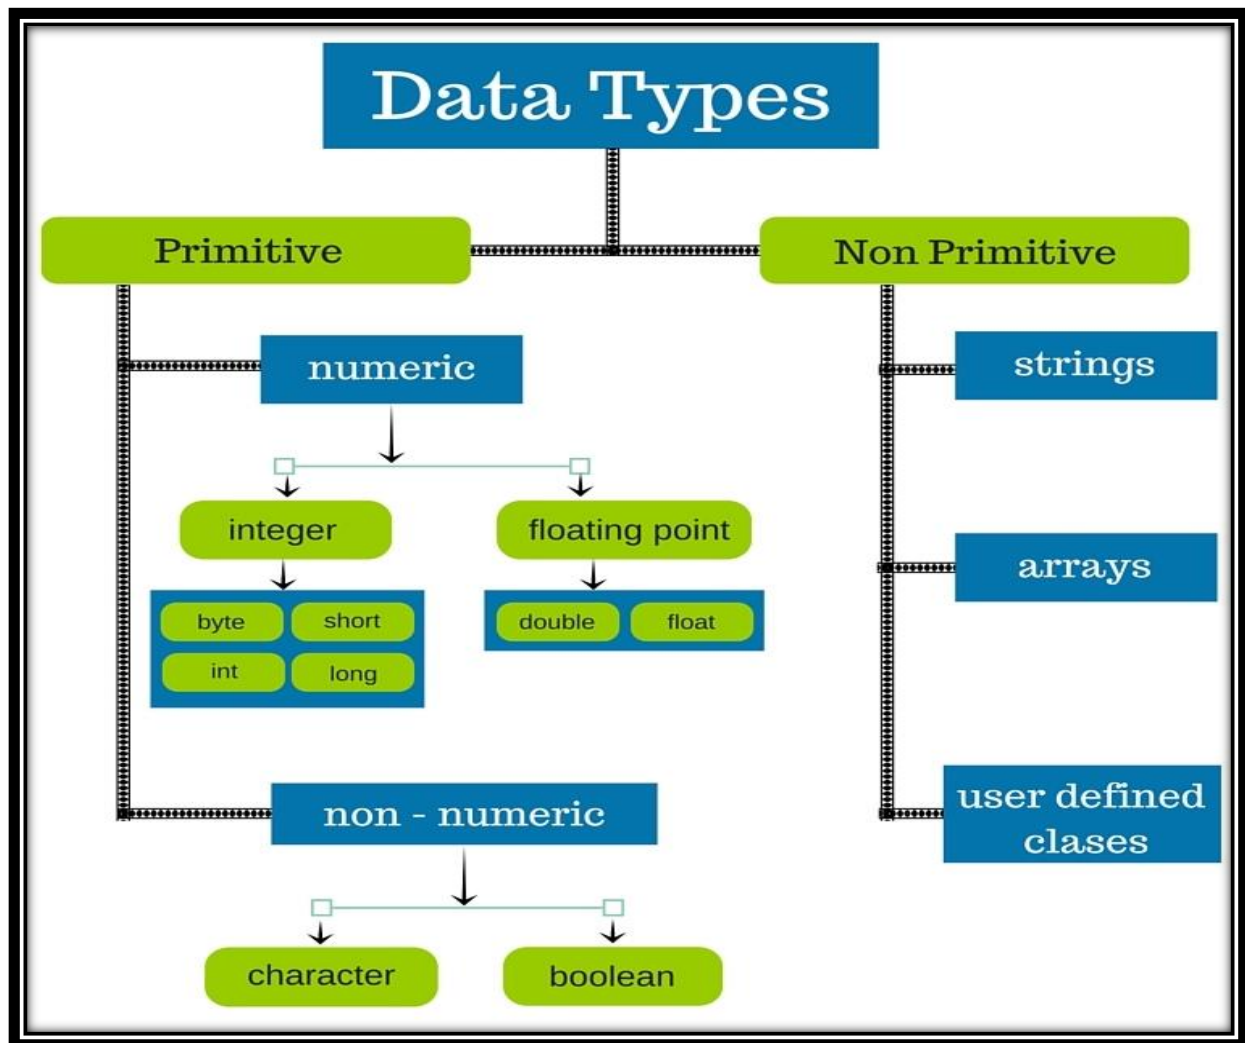 Data Types
Primitive
Non Primitive
numeric
strings
integer
floating point
arrays
byte
short
double
float
int
long
non - numeric
user defined
clases
character
boolean